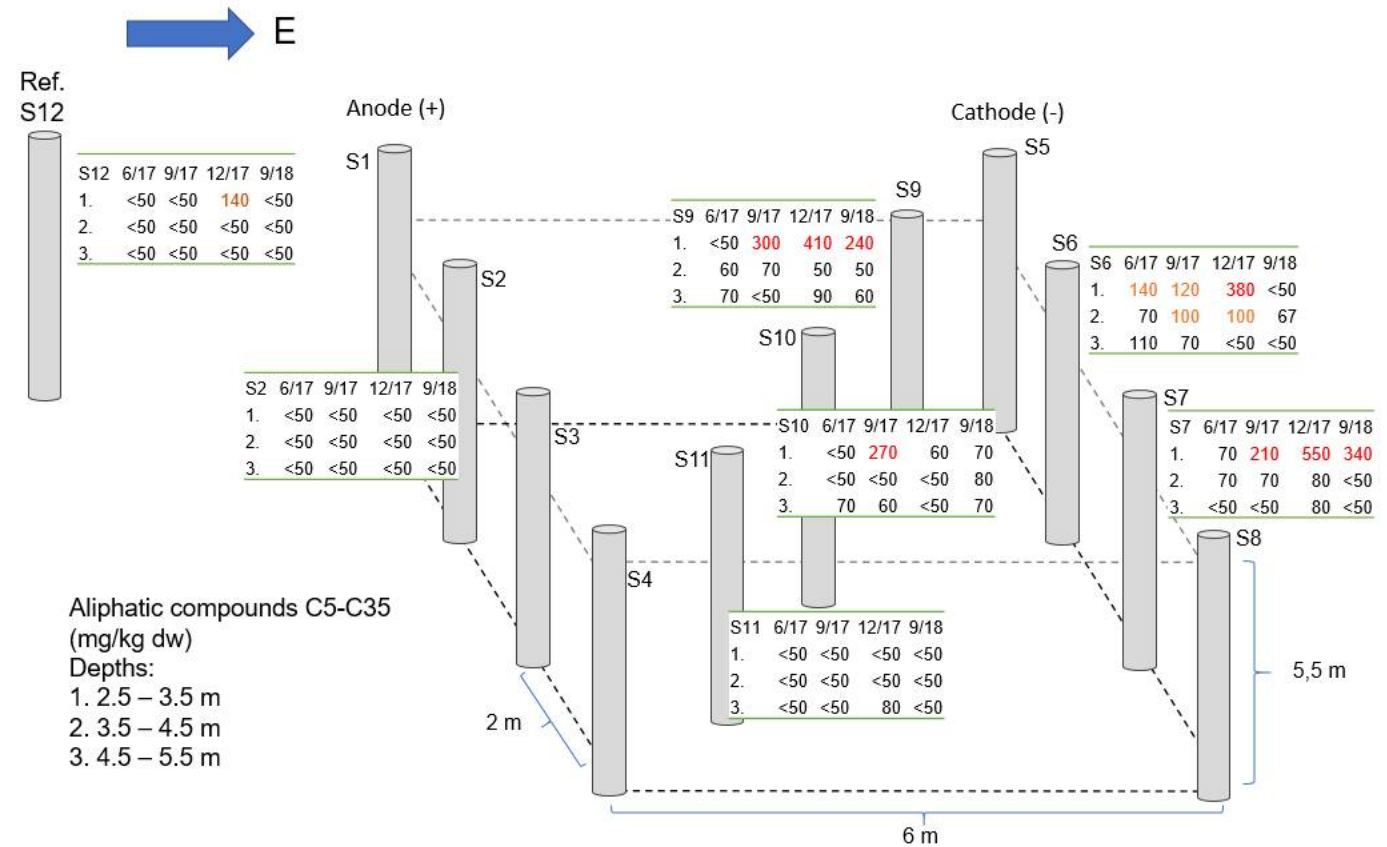 E
Ref.
S12
Anode (+)
Cathode (-)
S1
S5
S12 6/17 9/17 12/17 9/18
1. <50 <50 140 <50
2. <50 <50 <50 <50
3. <50 <50 <50 <50
S9
S9 6/17 9/17 12/17 9/18
1. <50 300 410 240
2. 60 70 50 50
3. 70 <50 90 60
S2
S6
S6 6/17 9/17 12/17 9/18
1. 140 120 380 <50
2. 70 100 100 67
3. 110 70 <50 <50
S10
S2 6/17 9/17 12/17 9/18
1. <50 <50 <50 <50
2. <50 <50 <50 <50
3. <50 <50 <50 <50
S3
S7
S10 6/17 9/17 12/17 9/18
1. <50 270 60 70
2. <50 <50 <50 80
3. 70 60 <50 70
S7 6/17 9/17 12/17 9/18
1. 70 210 550 340
2. 70 70 80 <50
3. <50 <50 80 <50
S11
S8
S4
S11 6/17 9/17 12/17 9/18
1. <50 <50 <50 <50
2. <50 <50 <50 <50
3. <50 <50 80 <50
Aliphatic compounds C5-C35
(mg/kg dw)
Depths:
1. 2.5 – 3.5 m
2. 3.5 – 4.5 m
3. 4.5 – 5.5 m
5,5 m
2 m
6 m